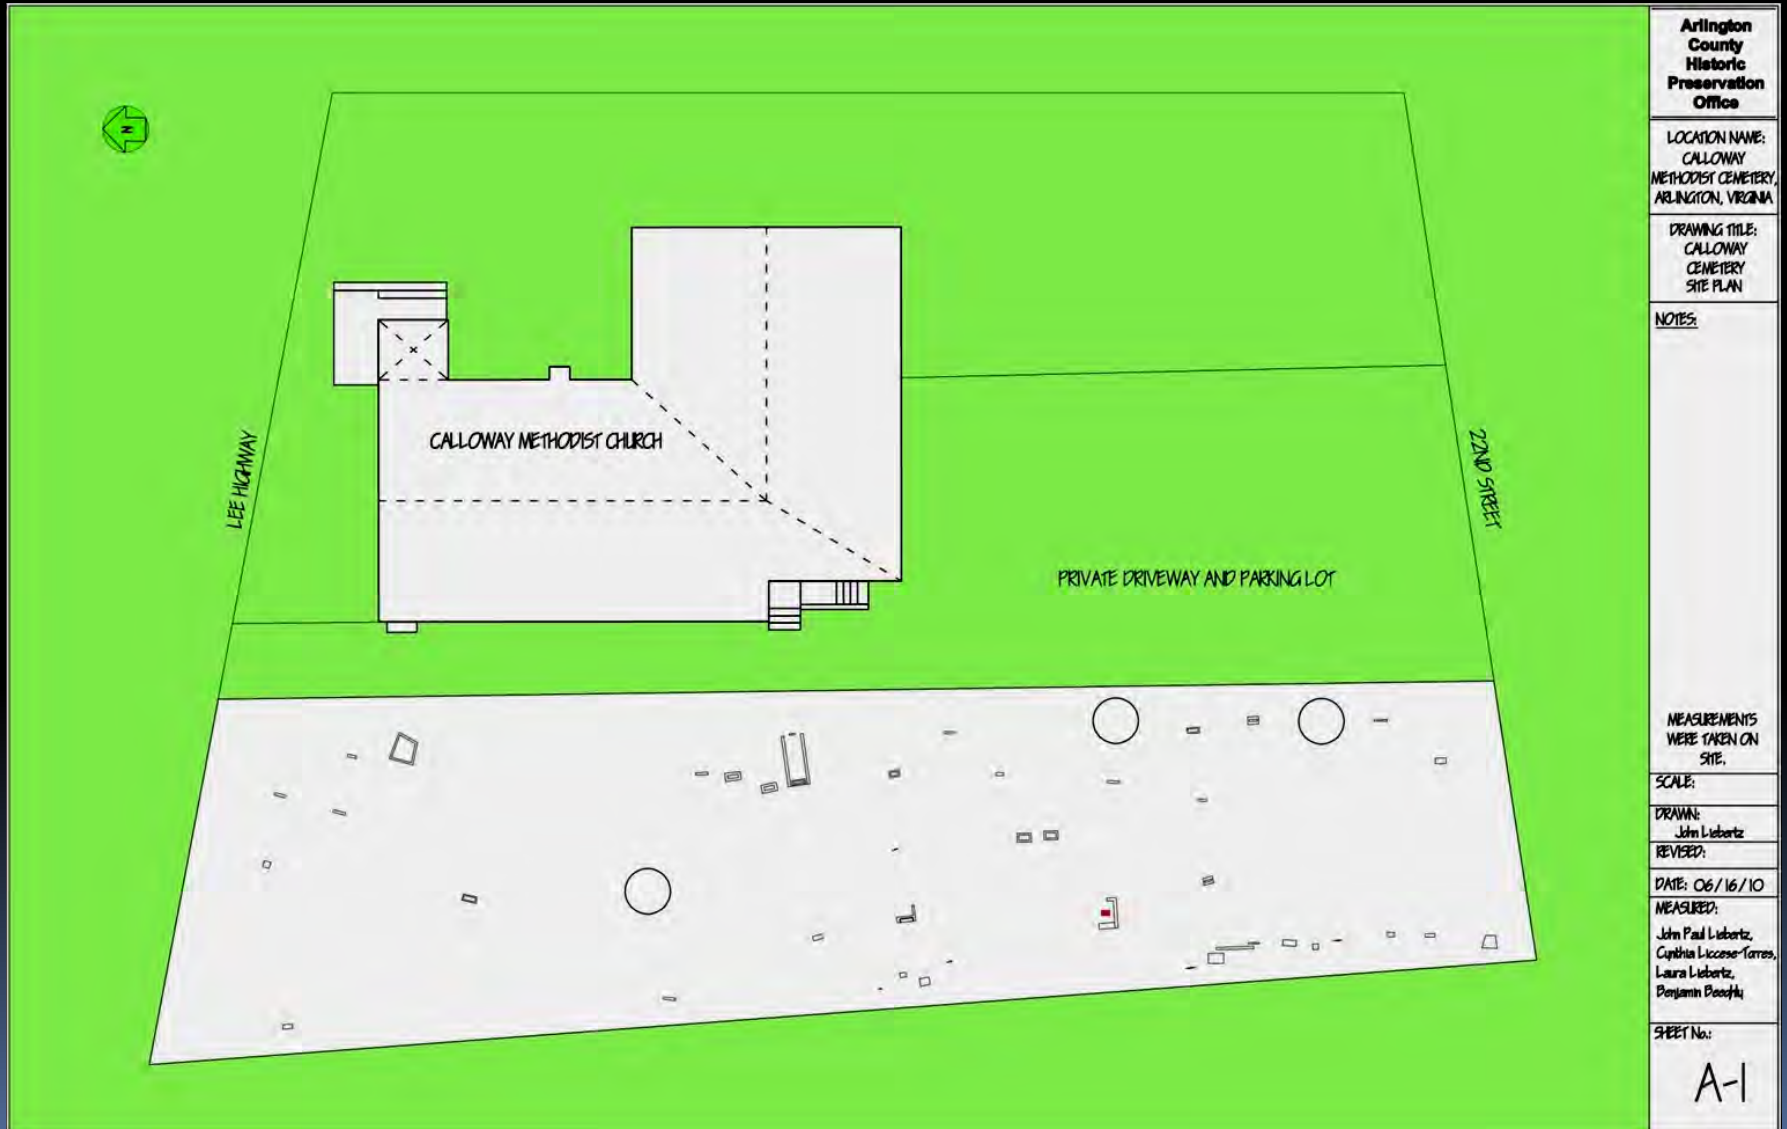 N
LEE HIGHWAY
CALLOWAY METHODIST CHURCH
22ND STREET
PRIVATE DRIVEWAY AND PARKING LOT
Arlington
County
Historic
Preservation
Office
LOCATION NAME:
CALLOWAY
METHODIST CEMETERY,
ARLINGTON, VIRGINIA
DRAWING TITLE:
CALLOWAY
CEMETERY
SITE PLAN
NOTES:
MEASUREMENTS
WERE TAKEN ON
SITE.
SCALE:
DRAWN:
John Liebertz
REVISED:
DATE: 06/16/10
MEASURED:
John Paul Liebertz,
Cynthia Liccese-Torres,
Laura Liebertz,
Benjamin Beeghly
SHEET No.:
A-1